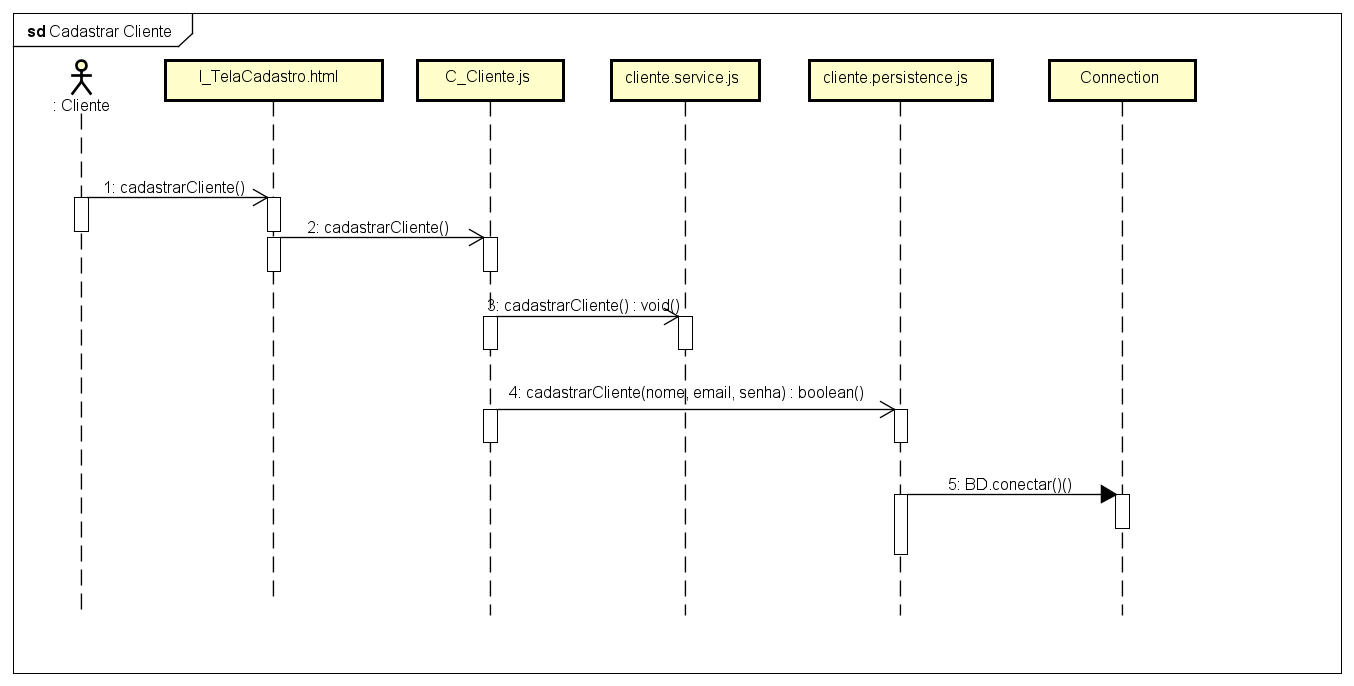 sd Cadastrar Cliente
: Cliente
I_TelaCadastro.html
C_Cliente.js
cliente.service.js
cliente.persistence.js
Connection
1: cadastrarCliente()
2: cadastrarCliente()
3: cadastrarCliente() : void()
4: cadastrarCliente(nome, email, senha) : boolean()
5: BD.conectar()()